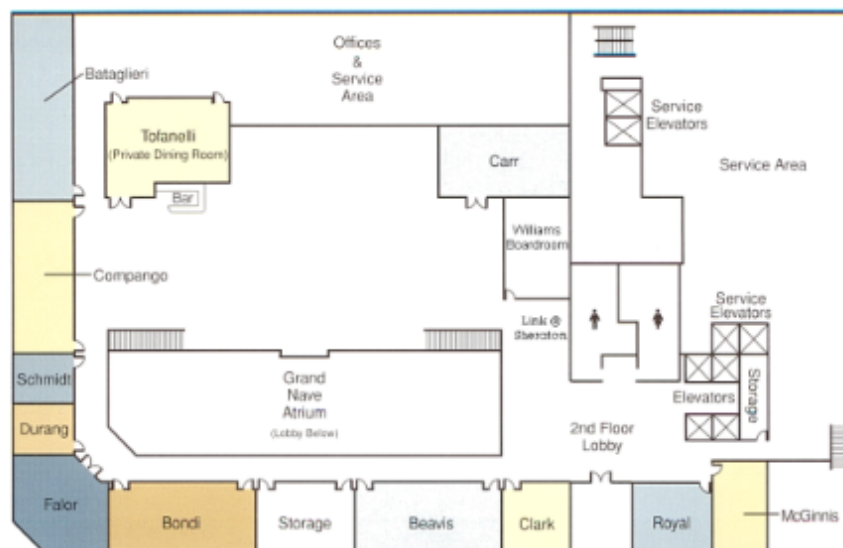 Offices
&
Service
Area
Bataglieri
Tofanelli
(Private Dining Room)
Bar
Carr
Service
Elevators
Service Area
Williams
Boardroom
Compango
Link @
Sheraton
Service
Elevators
Schmidt
Grand
Nave
Atrium
(Lobby Below)
Elevators
Storage
Durang
2nd Floor
Lobby
Falor
Bondi
Storage
Beavis
Clark
Royal
McGinnis